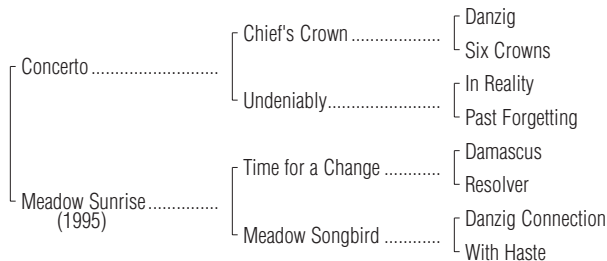 Danzig
Chief's Crown ....................
Six Crowns
Concerto ............................
In Reality
Undeniably.........................
Past Forgetting
Damascus
Time for a Change ............
Resolver
Meadow Sunrise ...............
(1995)
Danzig Connection
Meadow Songbird ............
With Haste